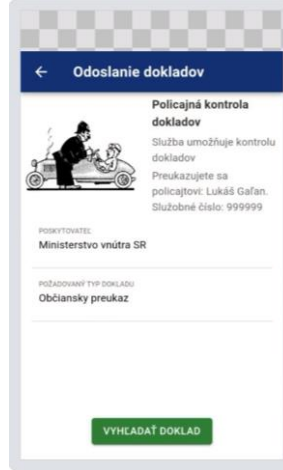 Odoslanie dokladov
Policajná kontrola
dokladov
Služba umožňuje kontrolu
dokladov
Preukazujete sa
policajtovi: Lukáš Gaľan.
Služobné číslo: 999999
POSKYTOVATEĽ
Ministerstvo vnútra SR
POŽADOVANÝ TYP DOKLADU
Občiansky preukaz
VYHĽADAŤ DOKLAD